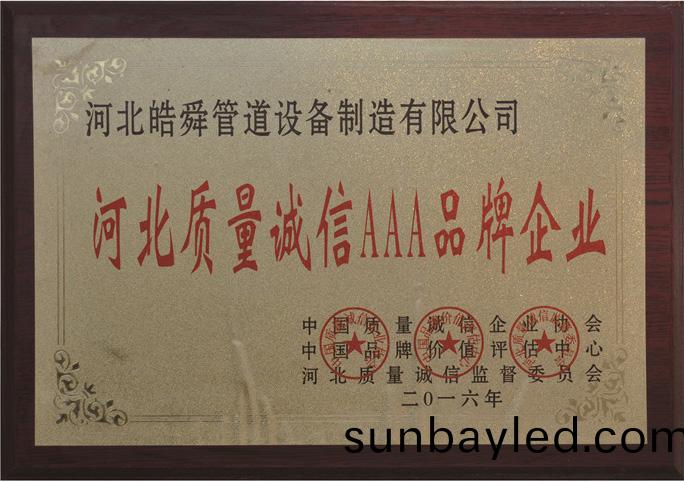 河北皓舜管道设备制造有限公司
河北质量诚信AAA品牌企业
中国质量诚信企业协会
中国品牌价值评估中心
河北质量诚信监督委员会
二〇一六年
sunbayled.com